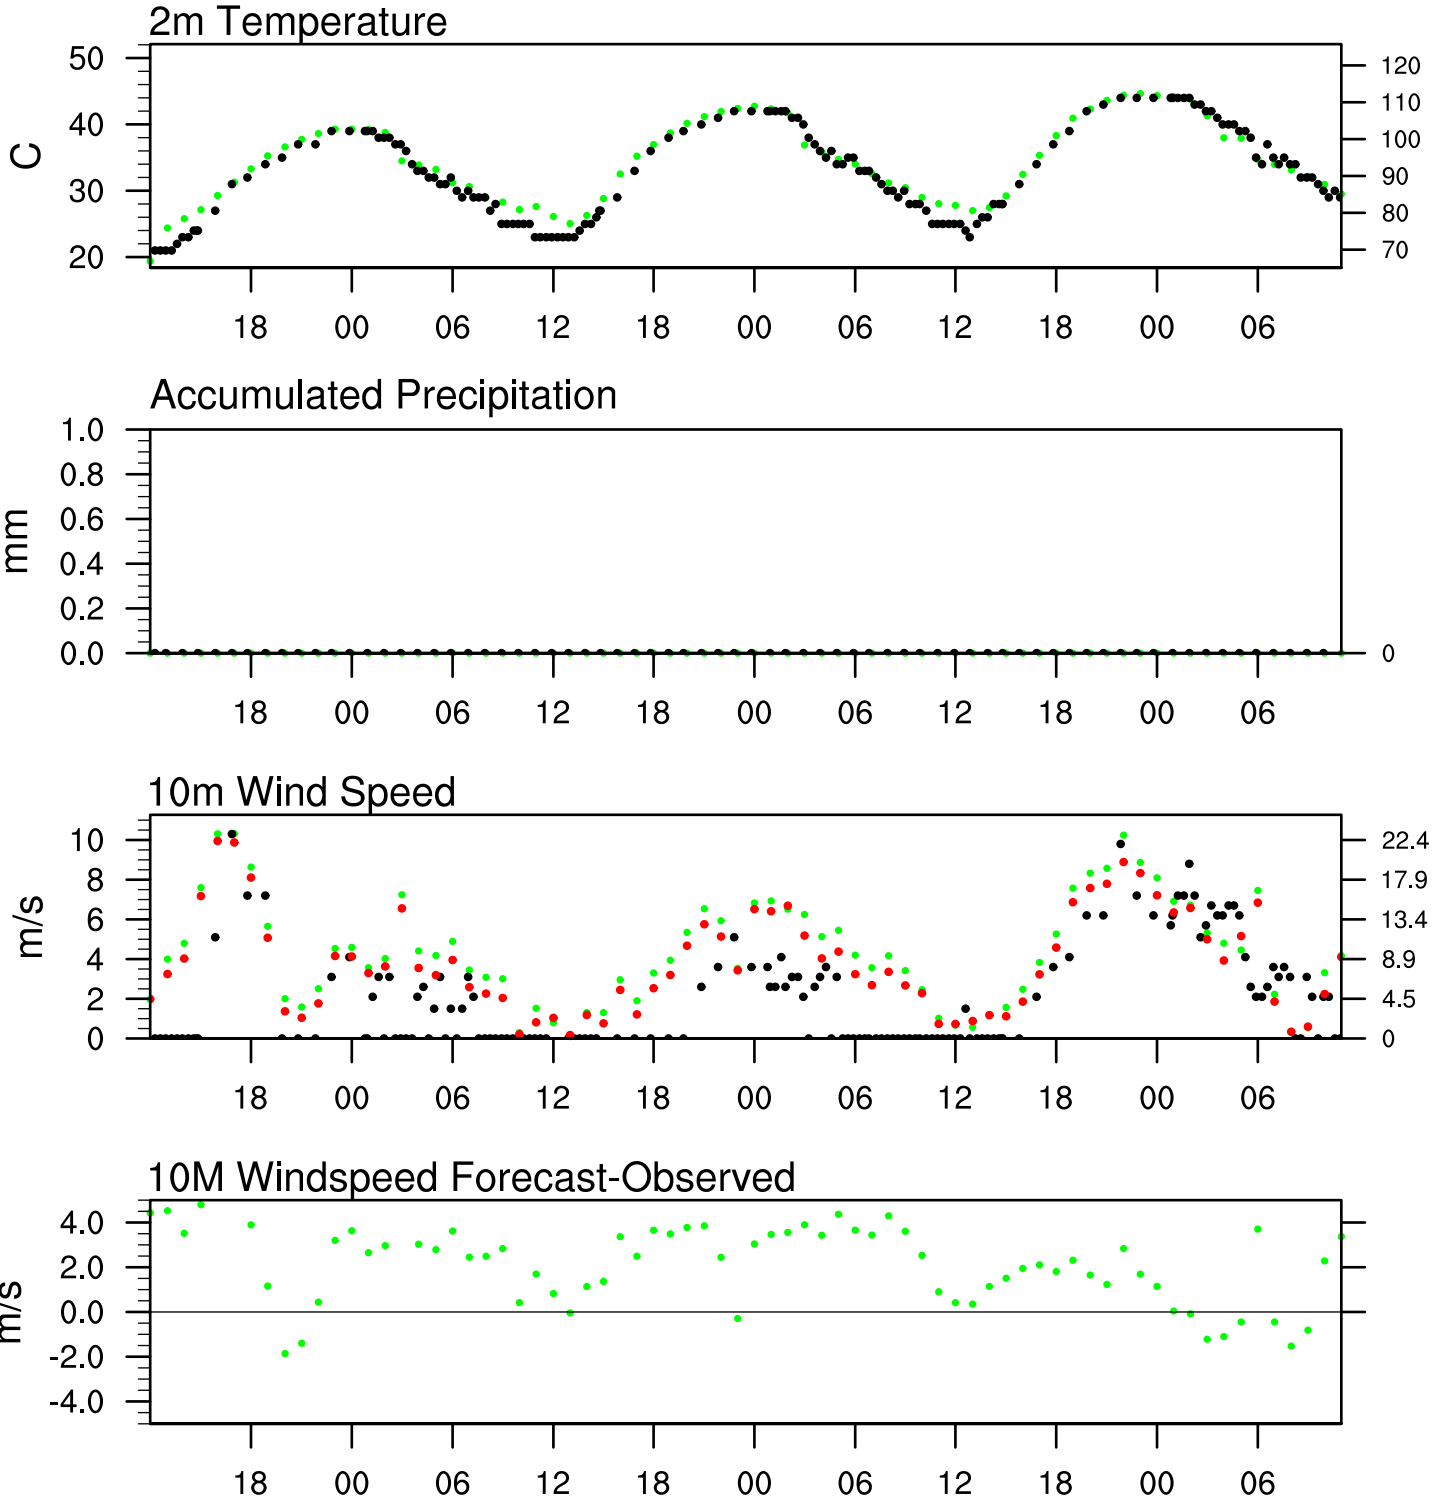 2m Temperature
50
120
110
40
100
C
30
90
80
20
70
18 00 06 12 18 00 06 12 18 00 06
Accumulated Precipitation
1.0
0.8
0.6
mm
0.4
0.2
0.0
0
18 00 06 12 18 00 06 12 18 00 06
10m Wind Speed
10
22.4
8
17.9
m/s
6
13.4
4
8.9
2
4.5
0
0
18 00 06 12 18 00 06 12 18 00 06
10M Windspeed Forecast-Observed
4.0
2.0
m/s
0.0
-2.0
-4.0
18 00 06 12 18 00 06 12 18 00 06